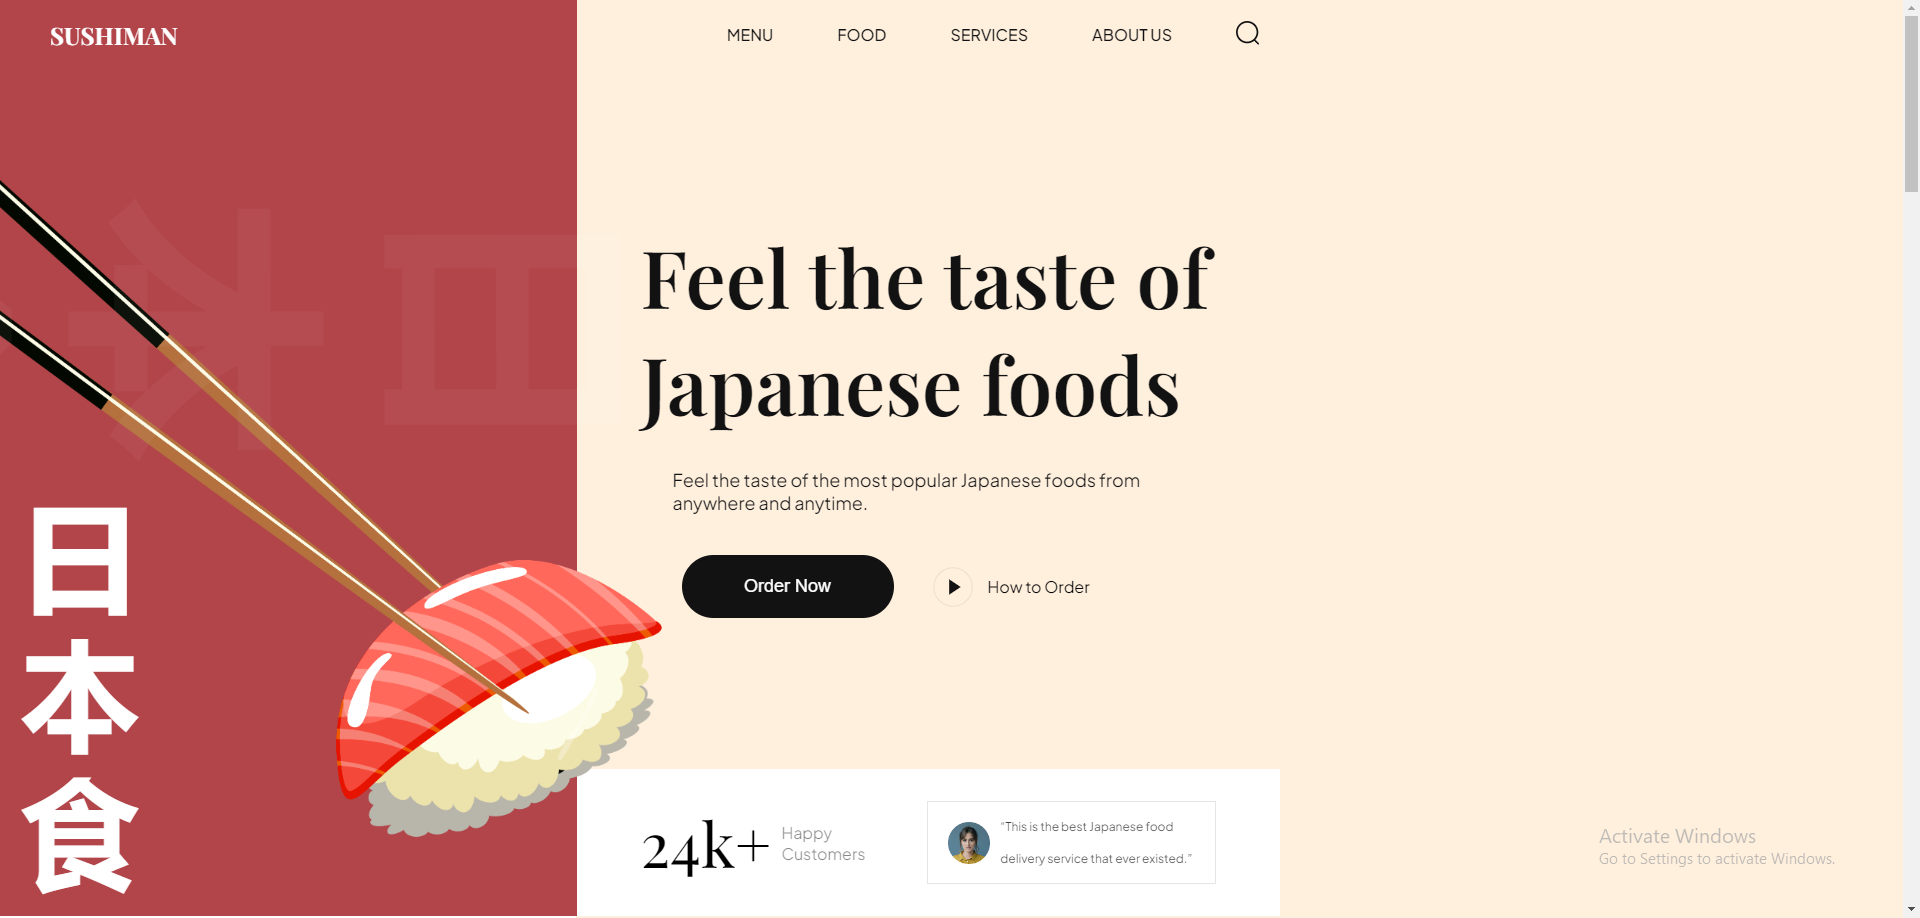 SUSHIMAN
MENU
FOOD
SERVICES
ABOUT US
Feel the taste of
Japanese foods
Feel the taste of the most popular Japanese foods from
anywhere and anytime.
Order Now
How to Order
日
本
食
24k+
Happy
Customers
“This is the best Japanese food
delivery service that ever existed.”
Activate Windows
Go to Settings to activate Windows.